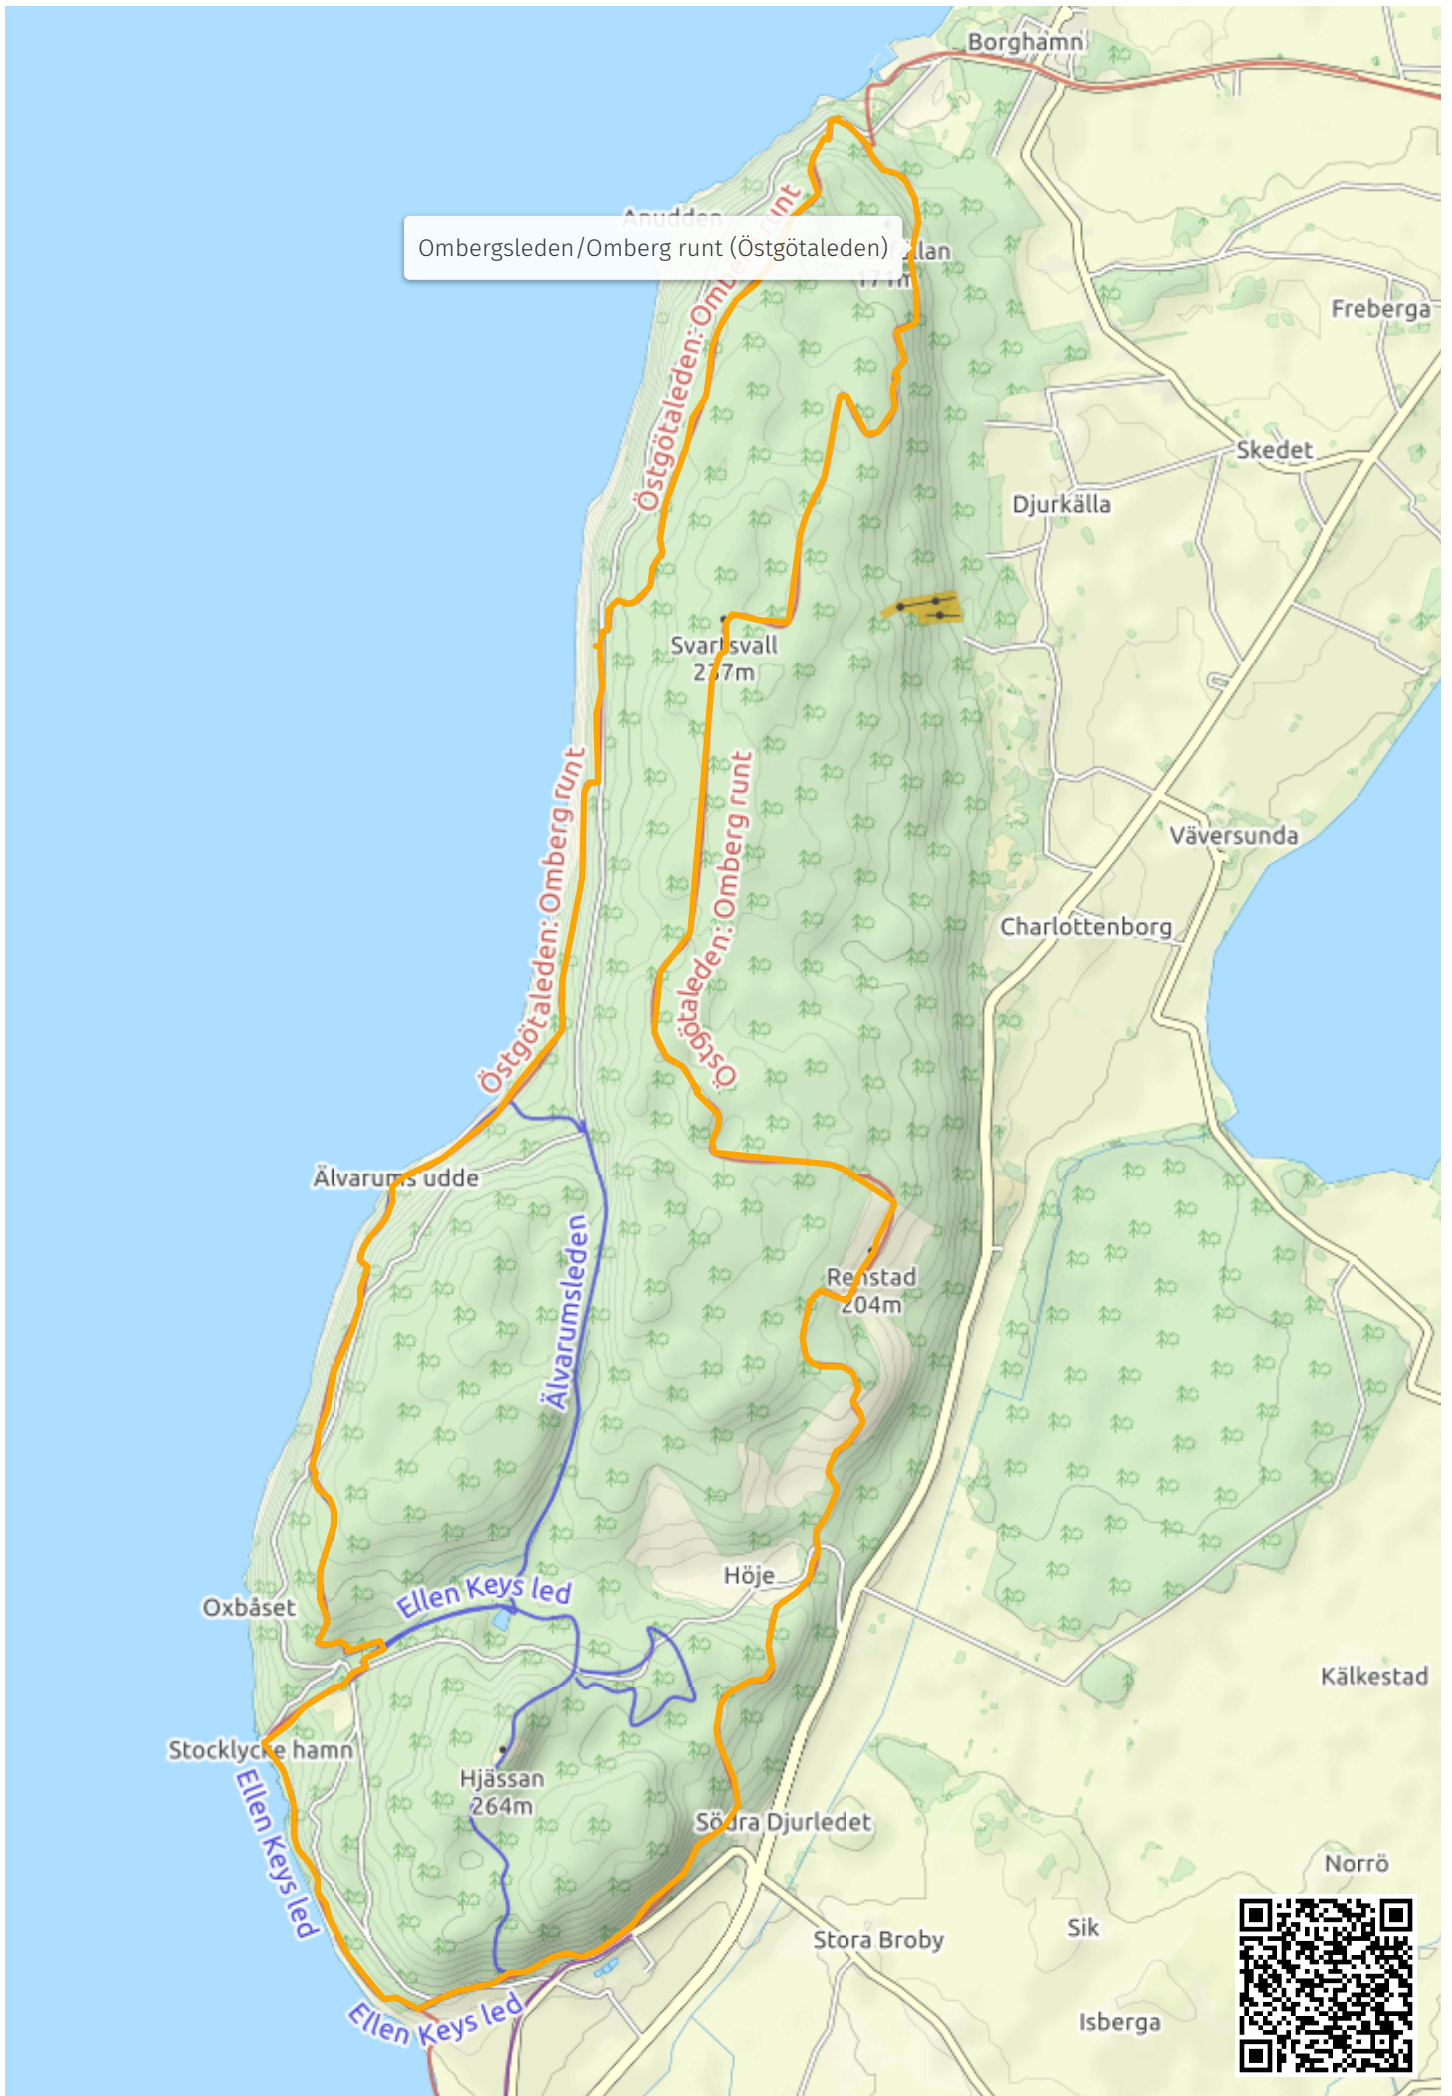 Borghamn
Anudden
Ombergsleden/Omberg runt (Östgötaleden)
171m
Östgötaleden: Omberg runt
Freberga
Skedet
Djurkälla
Svartsvall
237m
Östgötaleden: Omberg runt
Östgötaleden: Omberg runt
Väversunda
Charlottenborg
Älvarums udde
Älvarumsleden
Renstad
204m
Höje
Ellen Keys led
Oxbåset
Kälkestad
Stocklycke hamn
Hjässan
264m
Ellen Keys led
Södra Djurledet
Norrö
Sik
Stora Broby
Ellen Keys led
Isberga